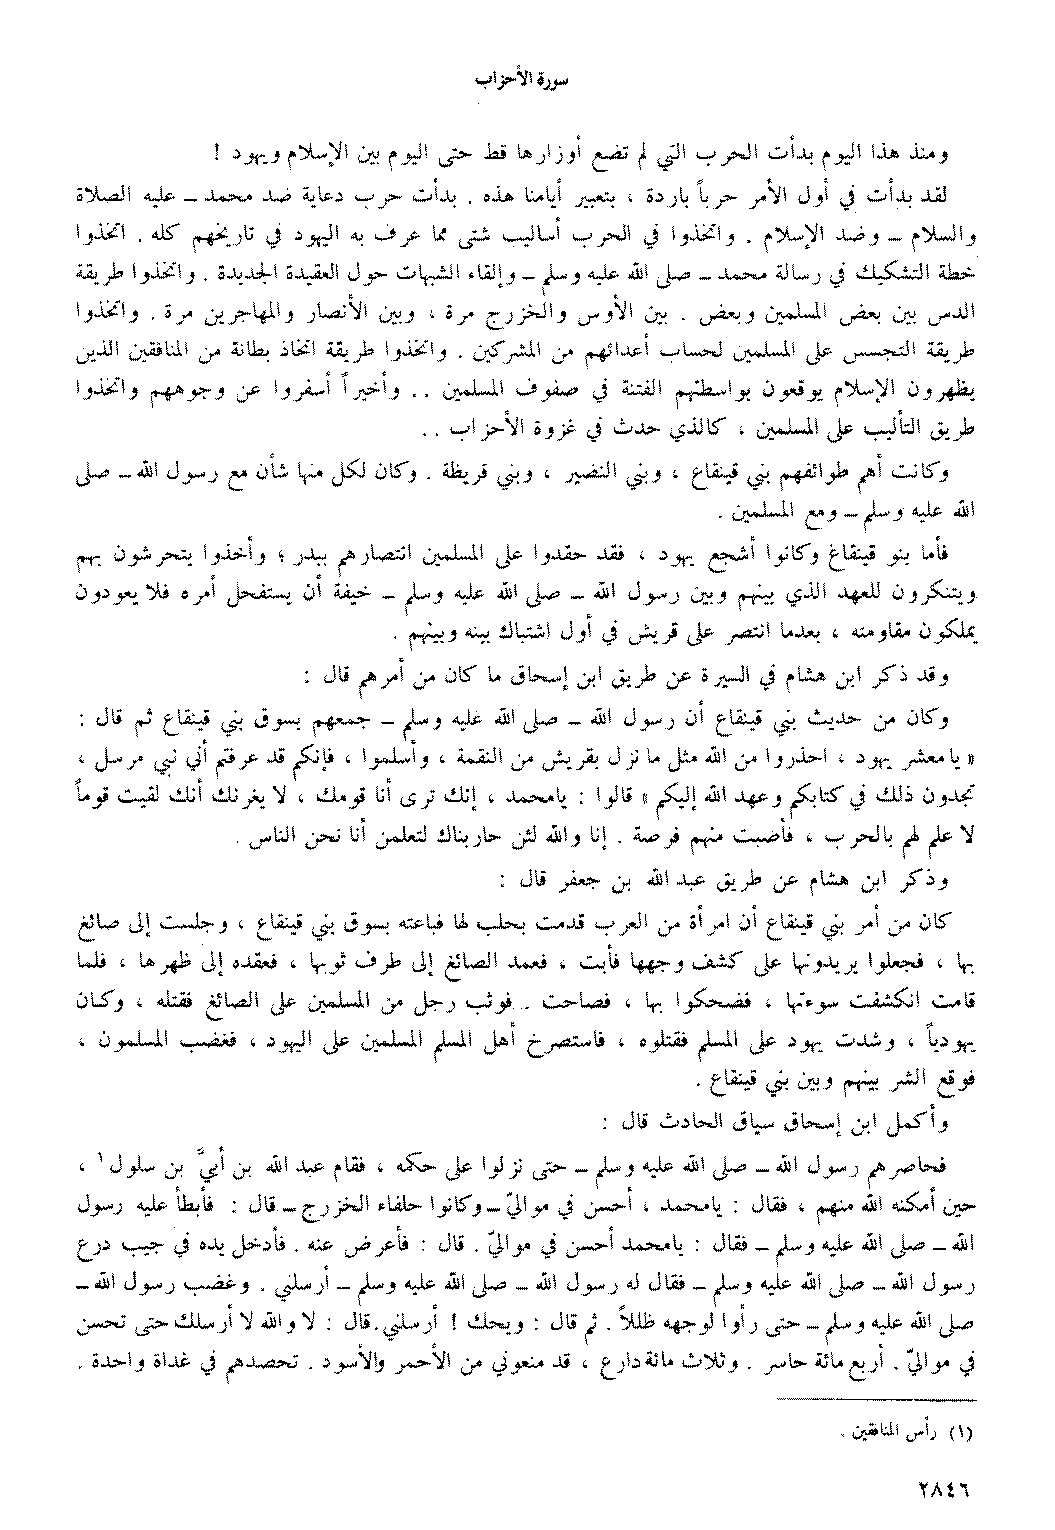 سورة الأحزاب
ومنذ هذا اليوم بدأت الحرب التي لم تضع أوزارها قط حتى اليوم بين الإسلام ويهود !
لقد بدأت في أول الأمر حرباً باردة ، بتعبير أيامنا هذه . بدأت حرب دعاية ضد محمد – عليه الصلاة
والسلام – وضد الإسلام . واتخذوا في الحرب أساليب شتى مما عرف به اليهود في تاريخهم كله . اتخذوا
خطة التشكيك في رسالة محمد – صلى الله عليه وسلم – وإلقاء الشبهات حول العقيدة الجديدة . واتخذوا طريقة
الدس بين بعض المسلمين وبعض . بين الأوس والخزرج مرة ، وبين الأنصار والمهاجرين مرة . واتخذوا
طريقة التجسس على المسلمين لحساب أعدائهم من المشركين . واتخذوا طريقة اتخاذ بطانة من المنافقين الذين
يظهرون الإسلام يوقعون بواسطتهم الفتنة في صفوف المسلمين .. وأخيراً أسفروا عن وجوههم واتخذوا
طريق التأليب على المسلمين ، كالذي حدث في غزوة الأحزاب ..
وكانت أهم طوائفهم بني قينقاع ، وبني النضير ، وبني قريظة . وكان لكل منها شأن مع رسول الله – صلى
الله عليه وسلم – ومع المسلمين .
فأما بنو قينقاع وكانوا أشجع يهود ، فقد حقدوا على المسلمين انتصارهم ببدر ؛ وأخذوا يتحرشون بهم
ويتنكرون للعهد الذي بينهم وبين رسول الله – صلى الله عليه وسلم – خيفة أن يستفحل أمره فلا يعودون
يملكون مقاومته ، بعدما انتصر على قريش في أول اشتباك بينه وبينهم .
وقد ذكر ابن هشام في السيرة عن طريق ابن إسحاق ما كان من أمرهم قال :
وكان من حديث بني قينقاع أن رسول الله – صلى الله عليه وسلم – جمعهم بسوق بني قينقاع ثم قال :
« يامعشر يهود ، احذروا من الله مثل ما نزل بقريش من النقمة ، وأسلموا ، فإنكم قد عرفتم أني نبي مرسل ،
تجدون ذلك في كتابكم وعهد الله إليكم » قالوا : يامحمد ، إنك ترى أنا قومك ، لا يغرنك أنك لقيت قوماً
لا علم لهم بالحرب ، فأصبت منهم فرصة . إنا والله لئن حاربناك لتعلمن أنا نحن الناس .
وذكر ابن هشام عن طريق عبد الله بن جعفر قال :
كان من أمر بني قينقاع أن امرأة من العرب قدمت بحلب لها فباعته بسوق بني قينقاع ، وجلست إلى صائغ
بها ، فجعلوا يريدونها على كشف وجهها فأبت ، فعمد الصائغ إلى طرف ثوبها ، فعقده إلى ظهرها ، فلما
قامت انكشفت سوءتها ، فضحكوا بها ، فصاحت . فوثب رجل من المسلمين على الصائغ فقتله ، وكان
يهودياً ، وشدت يهود على المسلم فقتلوه ، فاستصرخ أهل المسلم المسلمين على اليهود ، فغضب المسلمون ،
فوقع الشر بينهم وبين بني قينقاع .
وأكمل ابن إسحاق سياق الحادث قال :
فحاصرهم رسول الله – صلى الله عليه وسلم – حتى نزلوا على حكمه ، فقام عبد الله بن أبيَّ بن سلول ١ ،
حين أمكنه الله منهم ، فقال : يامحمد ، أحسن في مواليّ – وكانوا حلفاء الخزرج – قال : فأبطأ عليه رسول
الله – صلى الله عليه وسلم – فقال : يامحمد أحسن في مواليّ . قال : فأعرض عنه . فأدخل يده في جيب درع
رسول الله – صلى الله عليه وسلم – فقال له رسول الله – صلى الله عليه وسلم – أرسلني . وغضب رسول الله –
صلى الله عليه وسلم – حتى رأوا لوجهه ظللاً . ثم قال : ويحك ! أرسلني . قال : لا والله لا أرسلك حتى تحسن
في مواليّ . أربع مائة حاسر . وثلاث مائة دارع ، قد منعوني من الأحمر والأسود . تحصدهم في غداة واحدة .
(١) رأس المنافقين .
٢٨٤٦